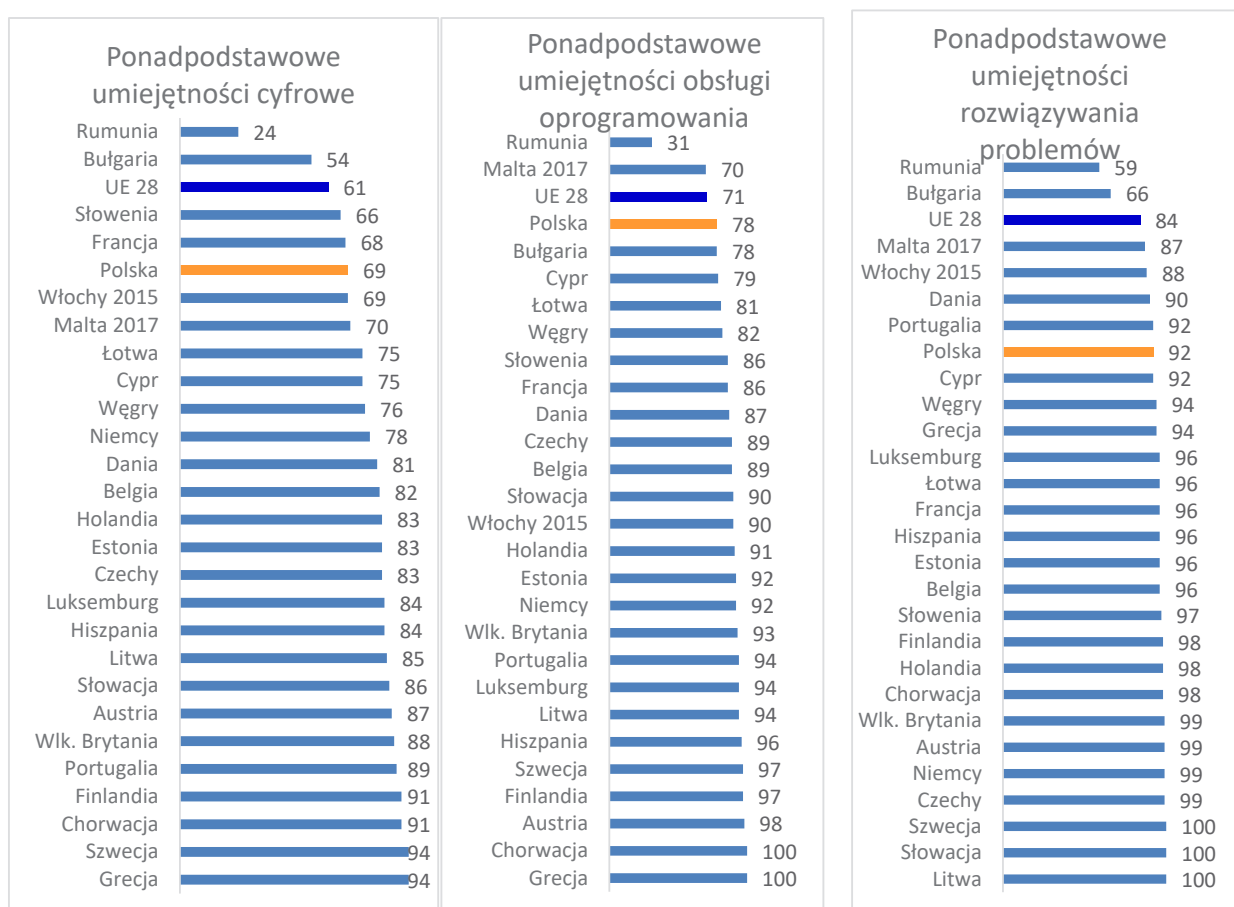 Ponadpodstawowe
umiejętności cyfrowe
Rumunia 24
Bułgaria 54
UE 28 61
Słowenia 66
Francja 68
Polska 69
Włochy 2015 69
Malta 2017 70
Łotwa 75
Cypr 75
Węgry 76
Niemcy 78
Dania 81
Belgia 82
Holandia 83
Estonia 83
Czechy 83
Luksemburg 84
Hiszpania 84
Litwa 85
Słowacja 86
Austria 87
Wlk. Brytania 88
Portugalia 89
Finlandia 91
Chorwacja 91
Szwecja 94
Grecja 94
Ponadpodstawowe
umiejętności obsługi
oprogramowania
Rumunia 31
Malta 2017 70
UE 28 71
Polska 78
Bułgaria 78
Cypr 79
Łotwa 81
Węgry 82
Słowenia 86
Francja 86
Dania 87
Czechy 89
Belgia 89
Słowacja 90
Włochy 2015 90
Holandia 91
Estonia 92
Niemcy 92
Wlk. Brytania 93
Portugalia 94
Luksemburg 94
Litwa 94
Hiszpania 96
Szwecja 97
Finlandia 97
Austria 98
Chorwacja 100
Grecja 100
Ponadpodstawowe
umiejętności
rozwiązywania
problemów
Rumunia 59
Bułgaria 66
UE 28 84
Malta 2017 87
Włochy 2015 88
Dania 90
Portugalia 92
Polska 92
Cypr 92
Węgry 94
Grecja 94
Luksemburg 96
Łotwa 96
Francja 96
Hiszpania 96
Estonia 96
Belgia 96
Słowenia 97
Finlandia 98
Holandia 98
Chorwacja 98
Wlk. Brytania 99
Austria 99
Niemcy 99
Czechy 99
Szwecja 100
Słowacja 100
Litwa 100